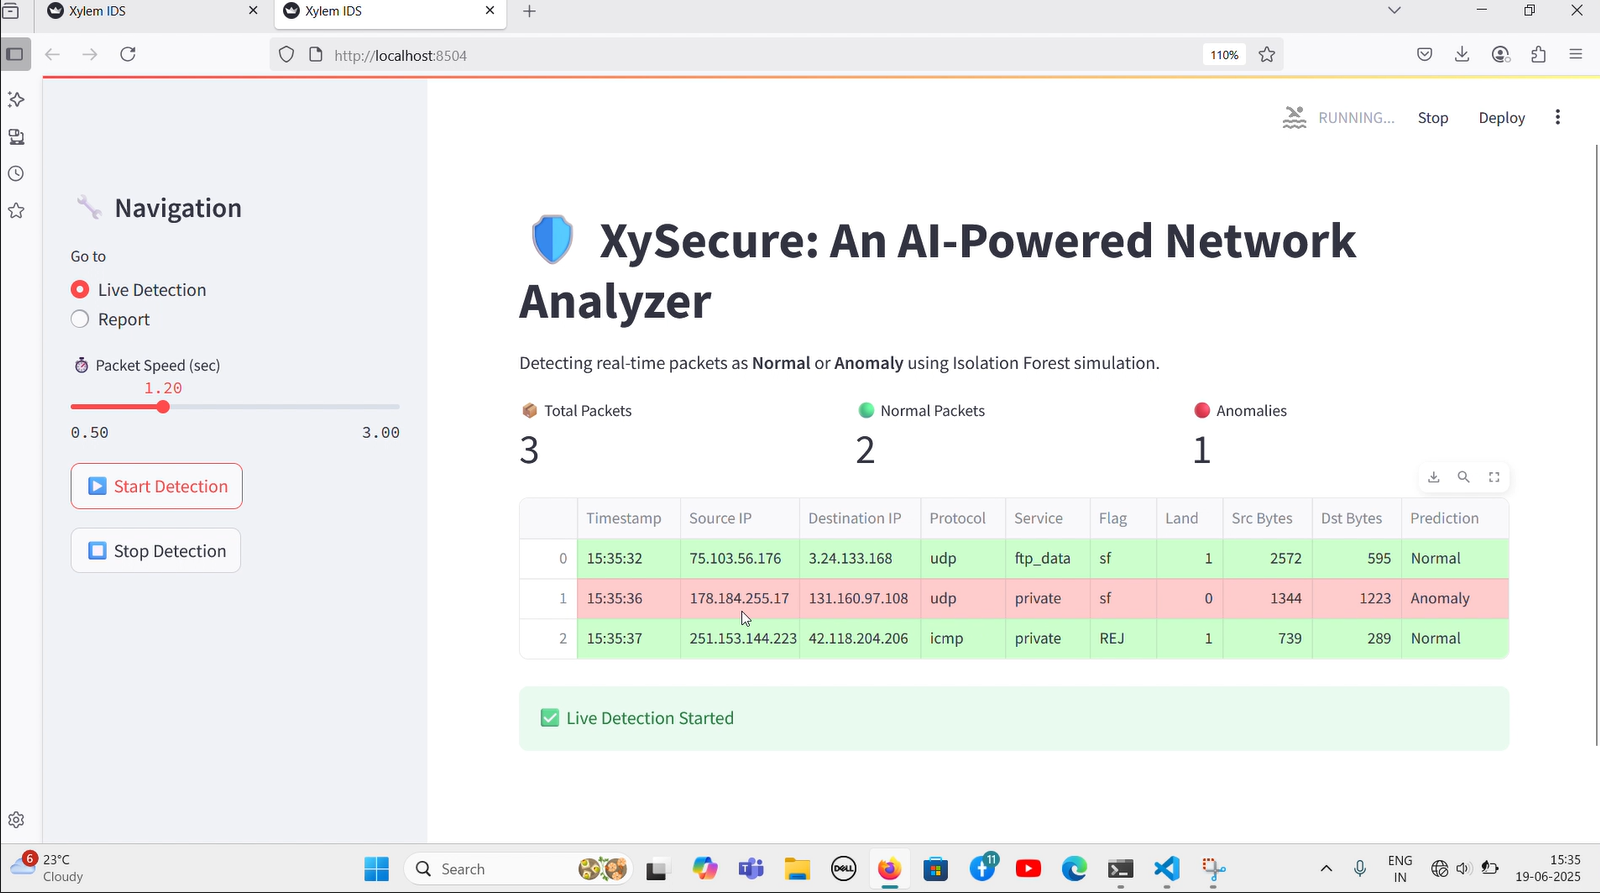 Xylem IDS
Xylem IDS
http://localhost:8504
110%
RUNNING...
Stop
Deploy
Navigation
Go to
Live Detection
Report
Packet Speed (sec)
1.20
0.50 3.00
Start Detection
Stop Detection
XySecure: An AI-Powered Network
Analyzer
Detecting real-time packets as Normal or Anomaly using Isolation Forest simulation.
Total Packets Normal Packets Anomalies
3 2 1
Timestamp Source IP Destination IP Protocol Service Flag Land Src Bytes Dst Bytes Prediction
0 15:35:32 75.103.56.176 3.24.133.168 udp ftp_data sf 1 2572 595 Normal
1 15:35:36 178.184.255.17 131.160.97.108 udp private sf 0 1344 1223 Anomaly
2 15:35:37 251.153.144.223 42.118.204.206 icmp private REJ 1 739 289 Normal
Live Detection Started
6
23°C
Cloudy
Search
DELL
11
ENG
IN
15:35
19-06-2025